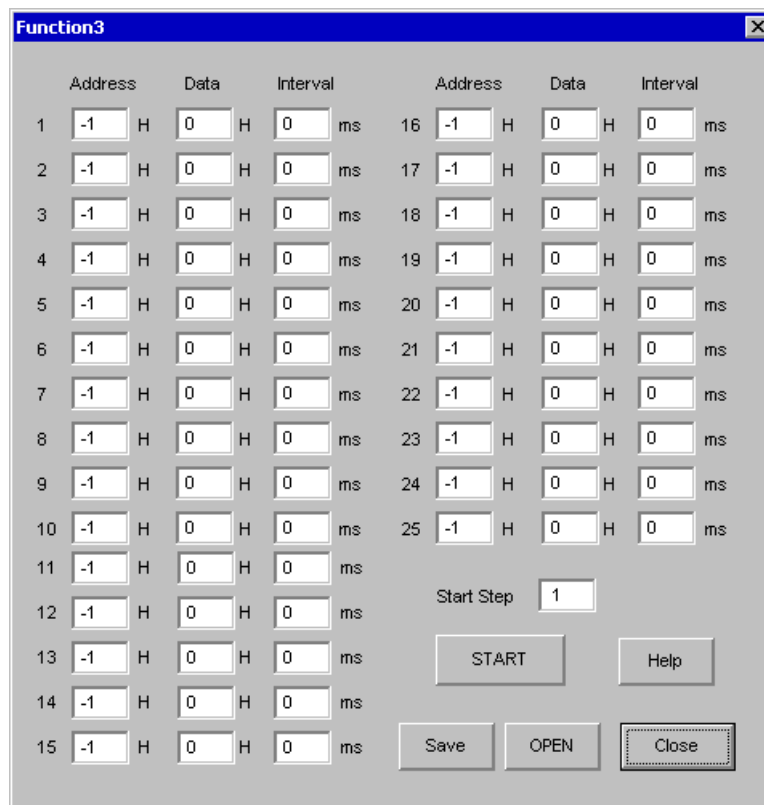 Function3
Address Data Interval Address Data Interval
1 -1 H 0 H 0 ms 16 -1 H 0 H 0 ms
2 -1 H 0 H 0 ms 17 -1 H 0 H 0 ms
3 -1 H 0 H 0 ms 18 -1 H 0 H 0 ms
4 -1 H 0 H 0 ms 19 -1 H 0 H 0 ms
5 -1 H 0 H 0 ms 20 -1 H 0 H 0 ms
6 -1 H 0 H 0 ms 21 -1 H 0 H 0 ms
7 -1 H 0 H 0 ms 22 -1 H 0 H 0 ms
8 -1 H 0 H 0 ms 23 -1 H 0 H 0 ms
9 -1 H 0 H 0 ms 24 -1 H 0 H 0 ms
10 -1 H 0 H 0 ms 25 -1 H 0 H 0 ms
11 -1 H 0 H 0 ms
12 -1 H 0 H 0 ms Start Step 1
13 -1 H 0 H 0 ms START Help
14 -1 H 0 H 0 ms
15 -1 H 0 H 0 ms Save OPEN Close